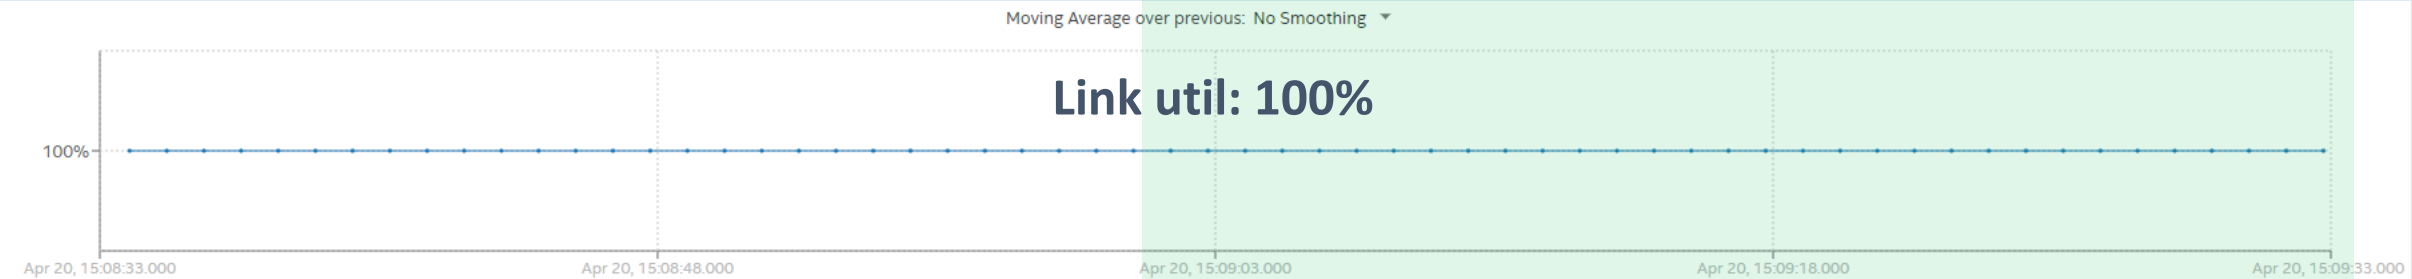 Moving Average over previous: No Smoothing
Link util: 100%
100%
Apr 20, 15:08:33.000 Apr 20, 15:08:48.000 Apr 20, 15:09:03.000 Apr 20, 15:09:18.000 Apr 20, 15:09:33.000